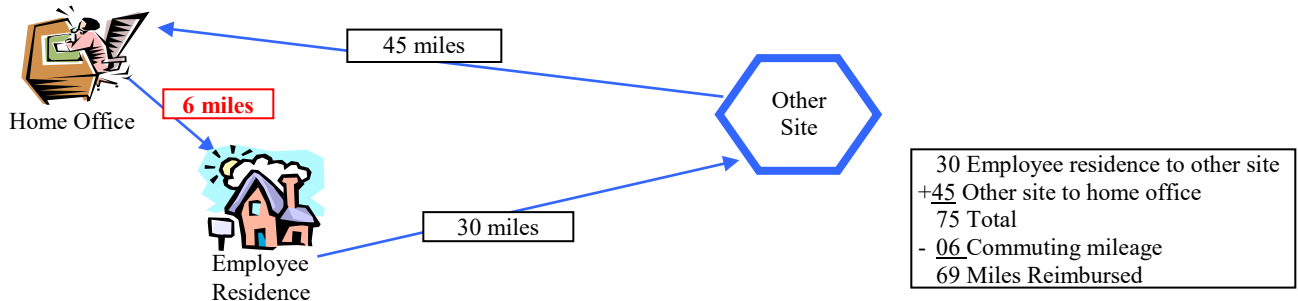 45 miles
Other
Site
6 miles
Home Office
30 Employee residence to other site
+45 Other site to home office
75 Total
- 06 Commuting mileage
69 Miles Reimbursed
30 miles
Employee
Residence